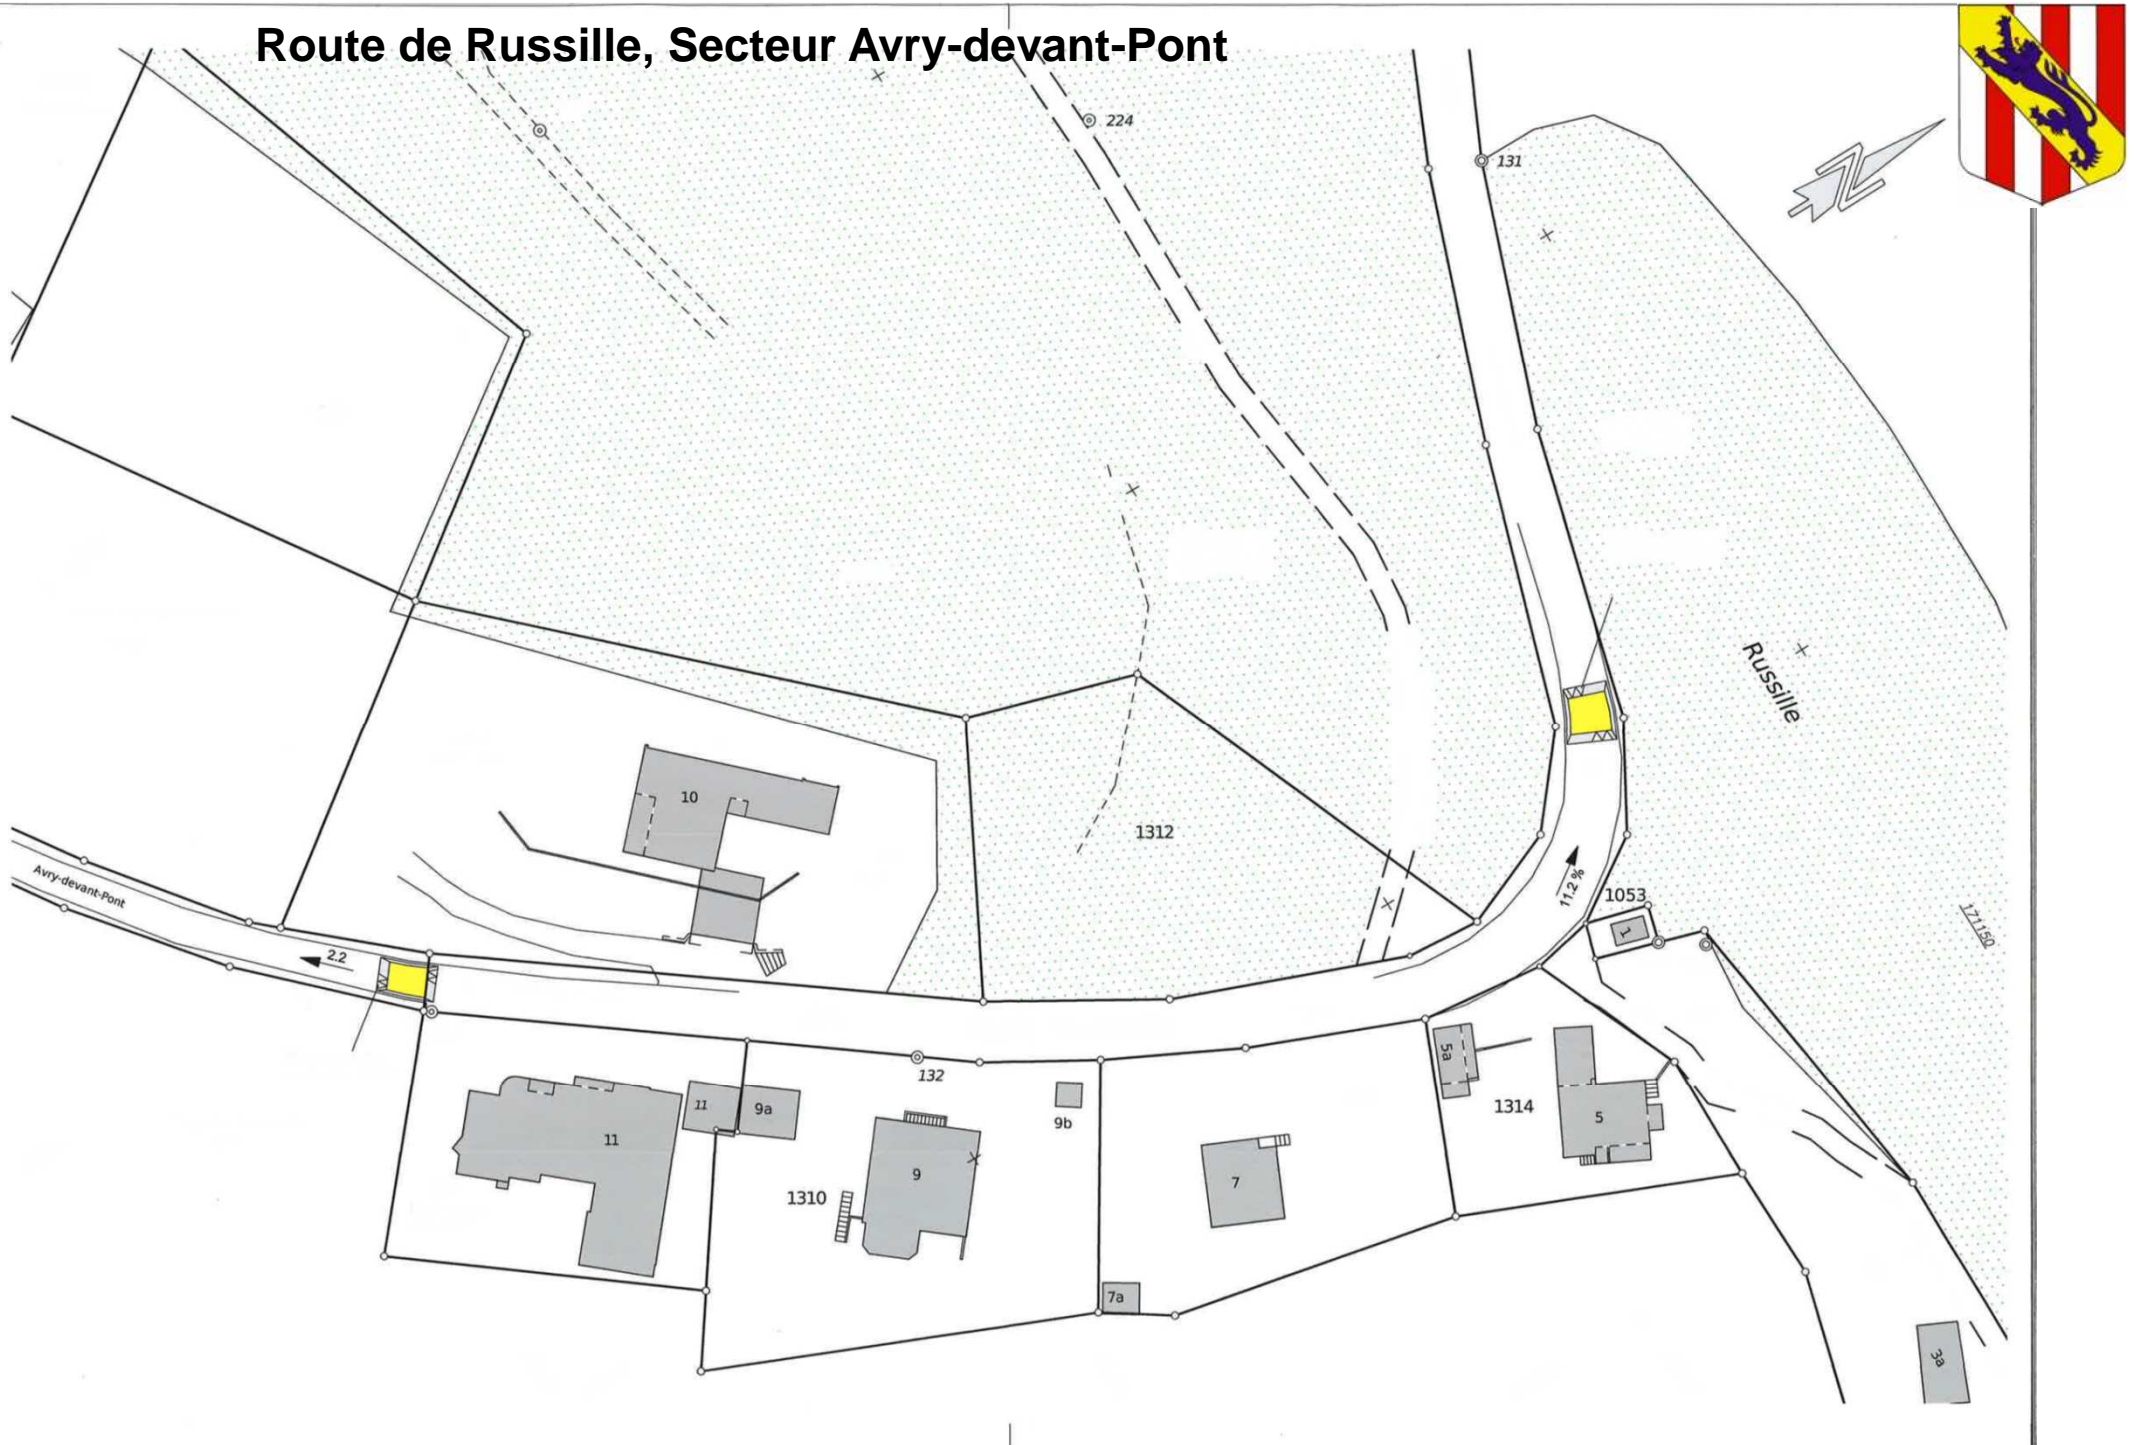 Route de Russille, Secteur Avry-devant-Pont
224
131
Russille
10
1312
Avry-devant-Pont
2.2
11.2 %
1053
1
171150
132
11
11
9a
9b
5a
1314
5
9
1310
7
7a
3a